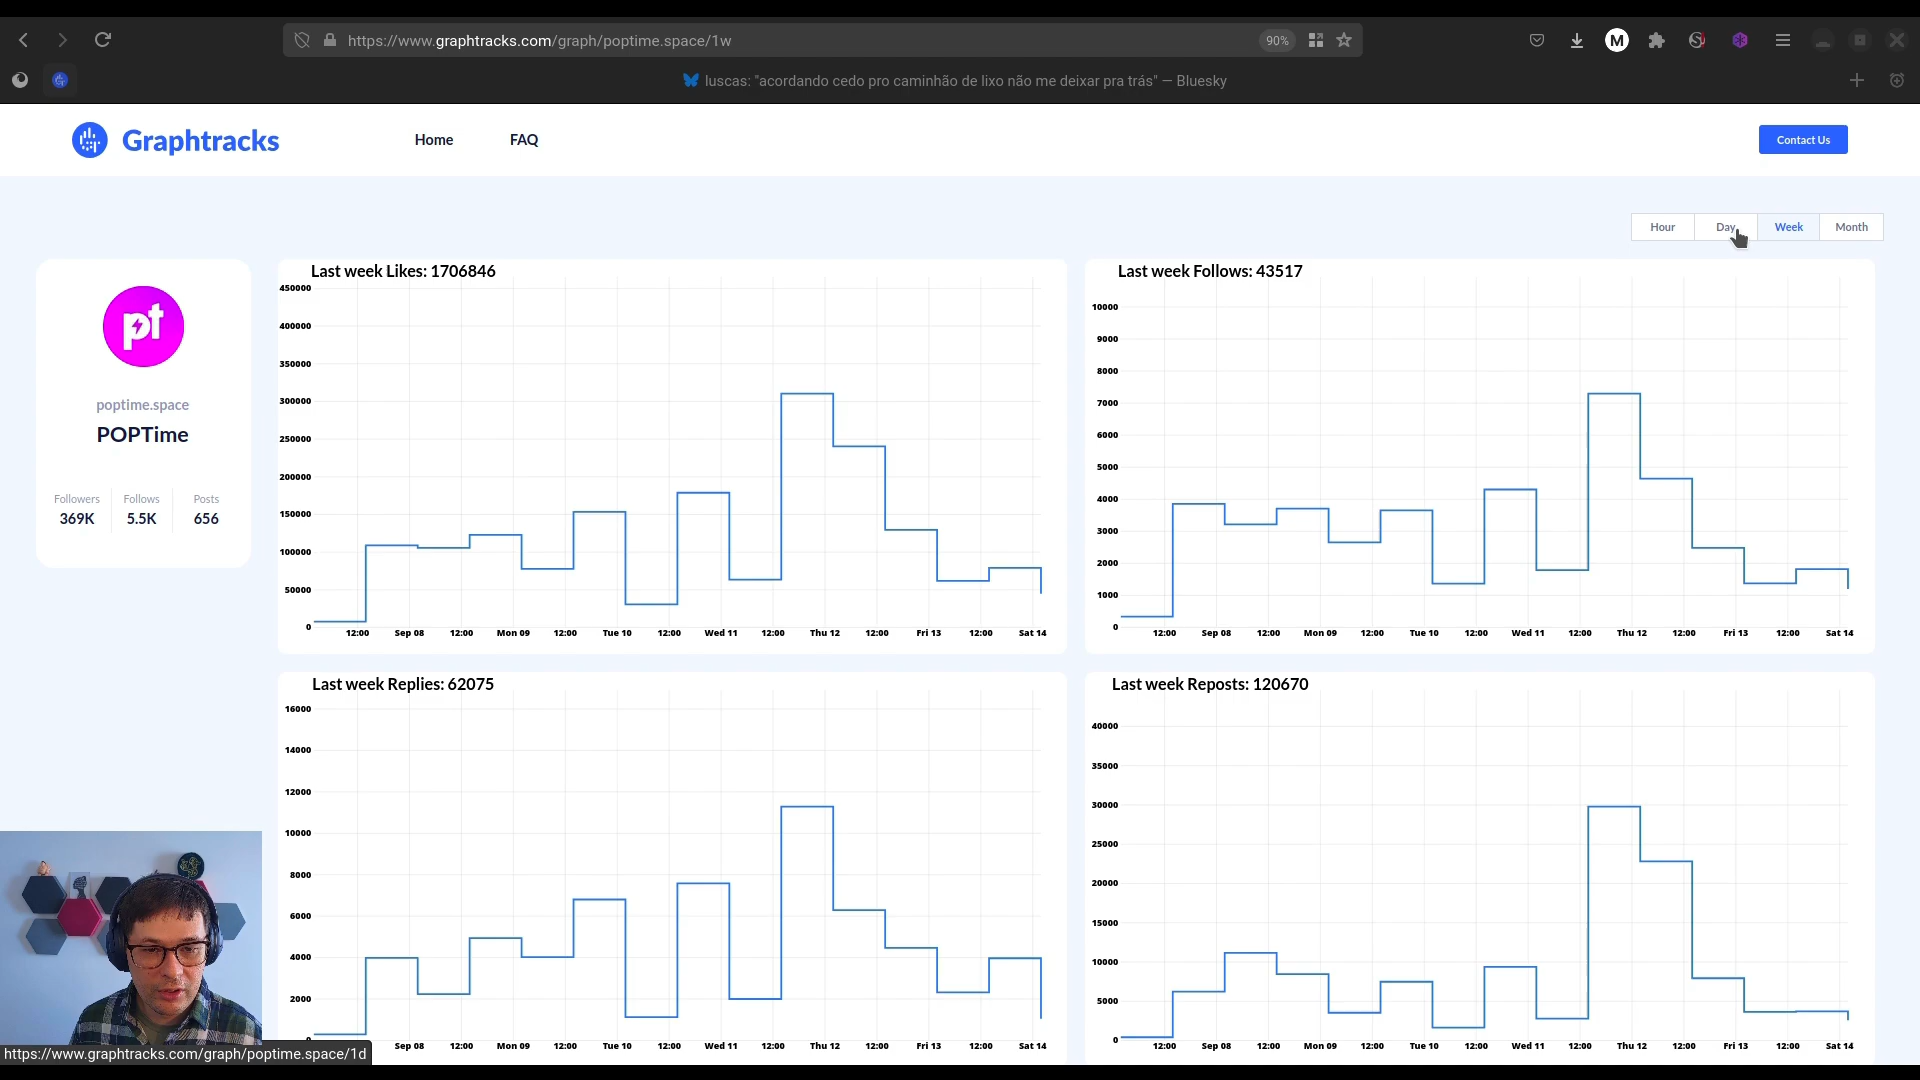 https://www.graphtracks.com/graph/poptime.space/1w
90%
M
luscas: "acordando cedo pro caminhão de lixo não me deixar pra trás" — Bluesky
Graphtracks
Home
FAQ
Contact Us
Hour
Day
Week
Month
pt
poptime.space
POPTime
Followers
Follows
Posts
369K
5.5K
656
Last week Likes: 1706846
450000
400000
350000
300000
250000
200000
150000
100000
50000
0
12:00 Sep 08 12:00 Mon 09 12:00 Tue 10 12:00 Wed 11 12:00 Thu 12 12:00 Fri 13 12:00 Sat 14
Last week Follows: 43517
10000
9000
8000
7000
6000
5000
4000
3000
2000
1000
0
12:00 Sep 08 12:00 Mon 09 12:00 Tue 10 12:00 Wed 11 12:00 Thu 12 12:00 Fri 13 12:00 Sat 14
Last week Replies: 62075
16000
14000
12000
10000
8000
6000
4000
2000
Sep 08 12:00 Mon 09 12:00 Tue 10 12:00 Wed 11 12:00 Thu 12 12:00 Fri 13 12:00 Sat 14
Last week Reposts: 120670
40000
35000
30000
25000
20000
15000
10000
5000
0
12:00 Sep 08 12:00 Mon 09 12:00 Tue 10 12:00 Wed 11 12:00 Thu 12 12:00 Fri 13 12:00 Sat 14
https://www.graphtracks.com/graph/poptime.space/1d